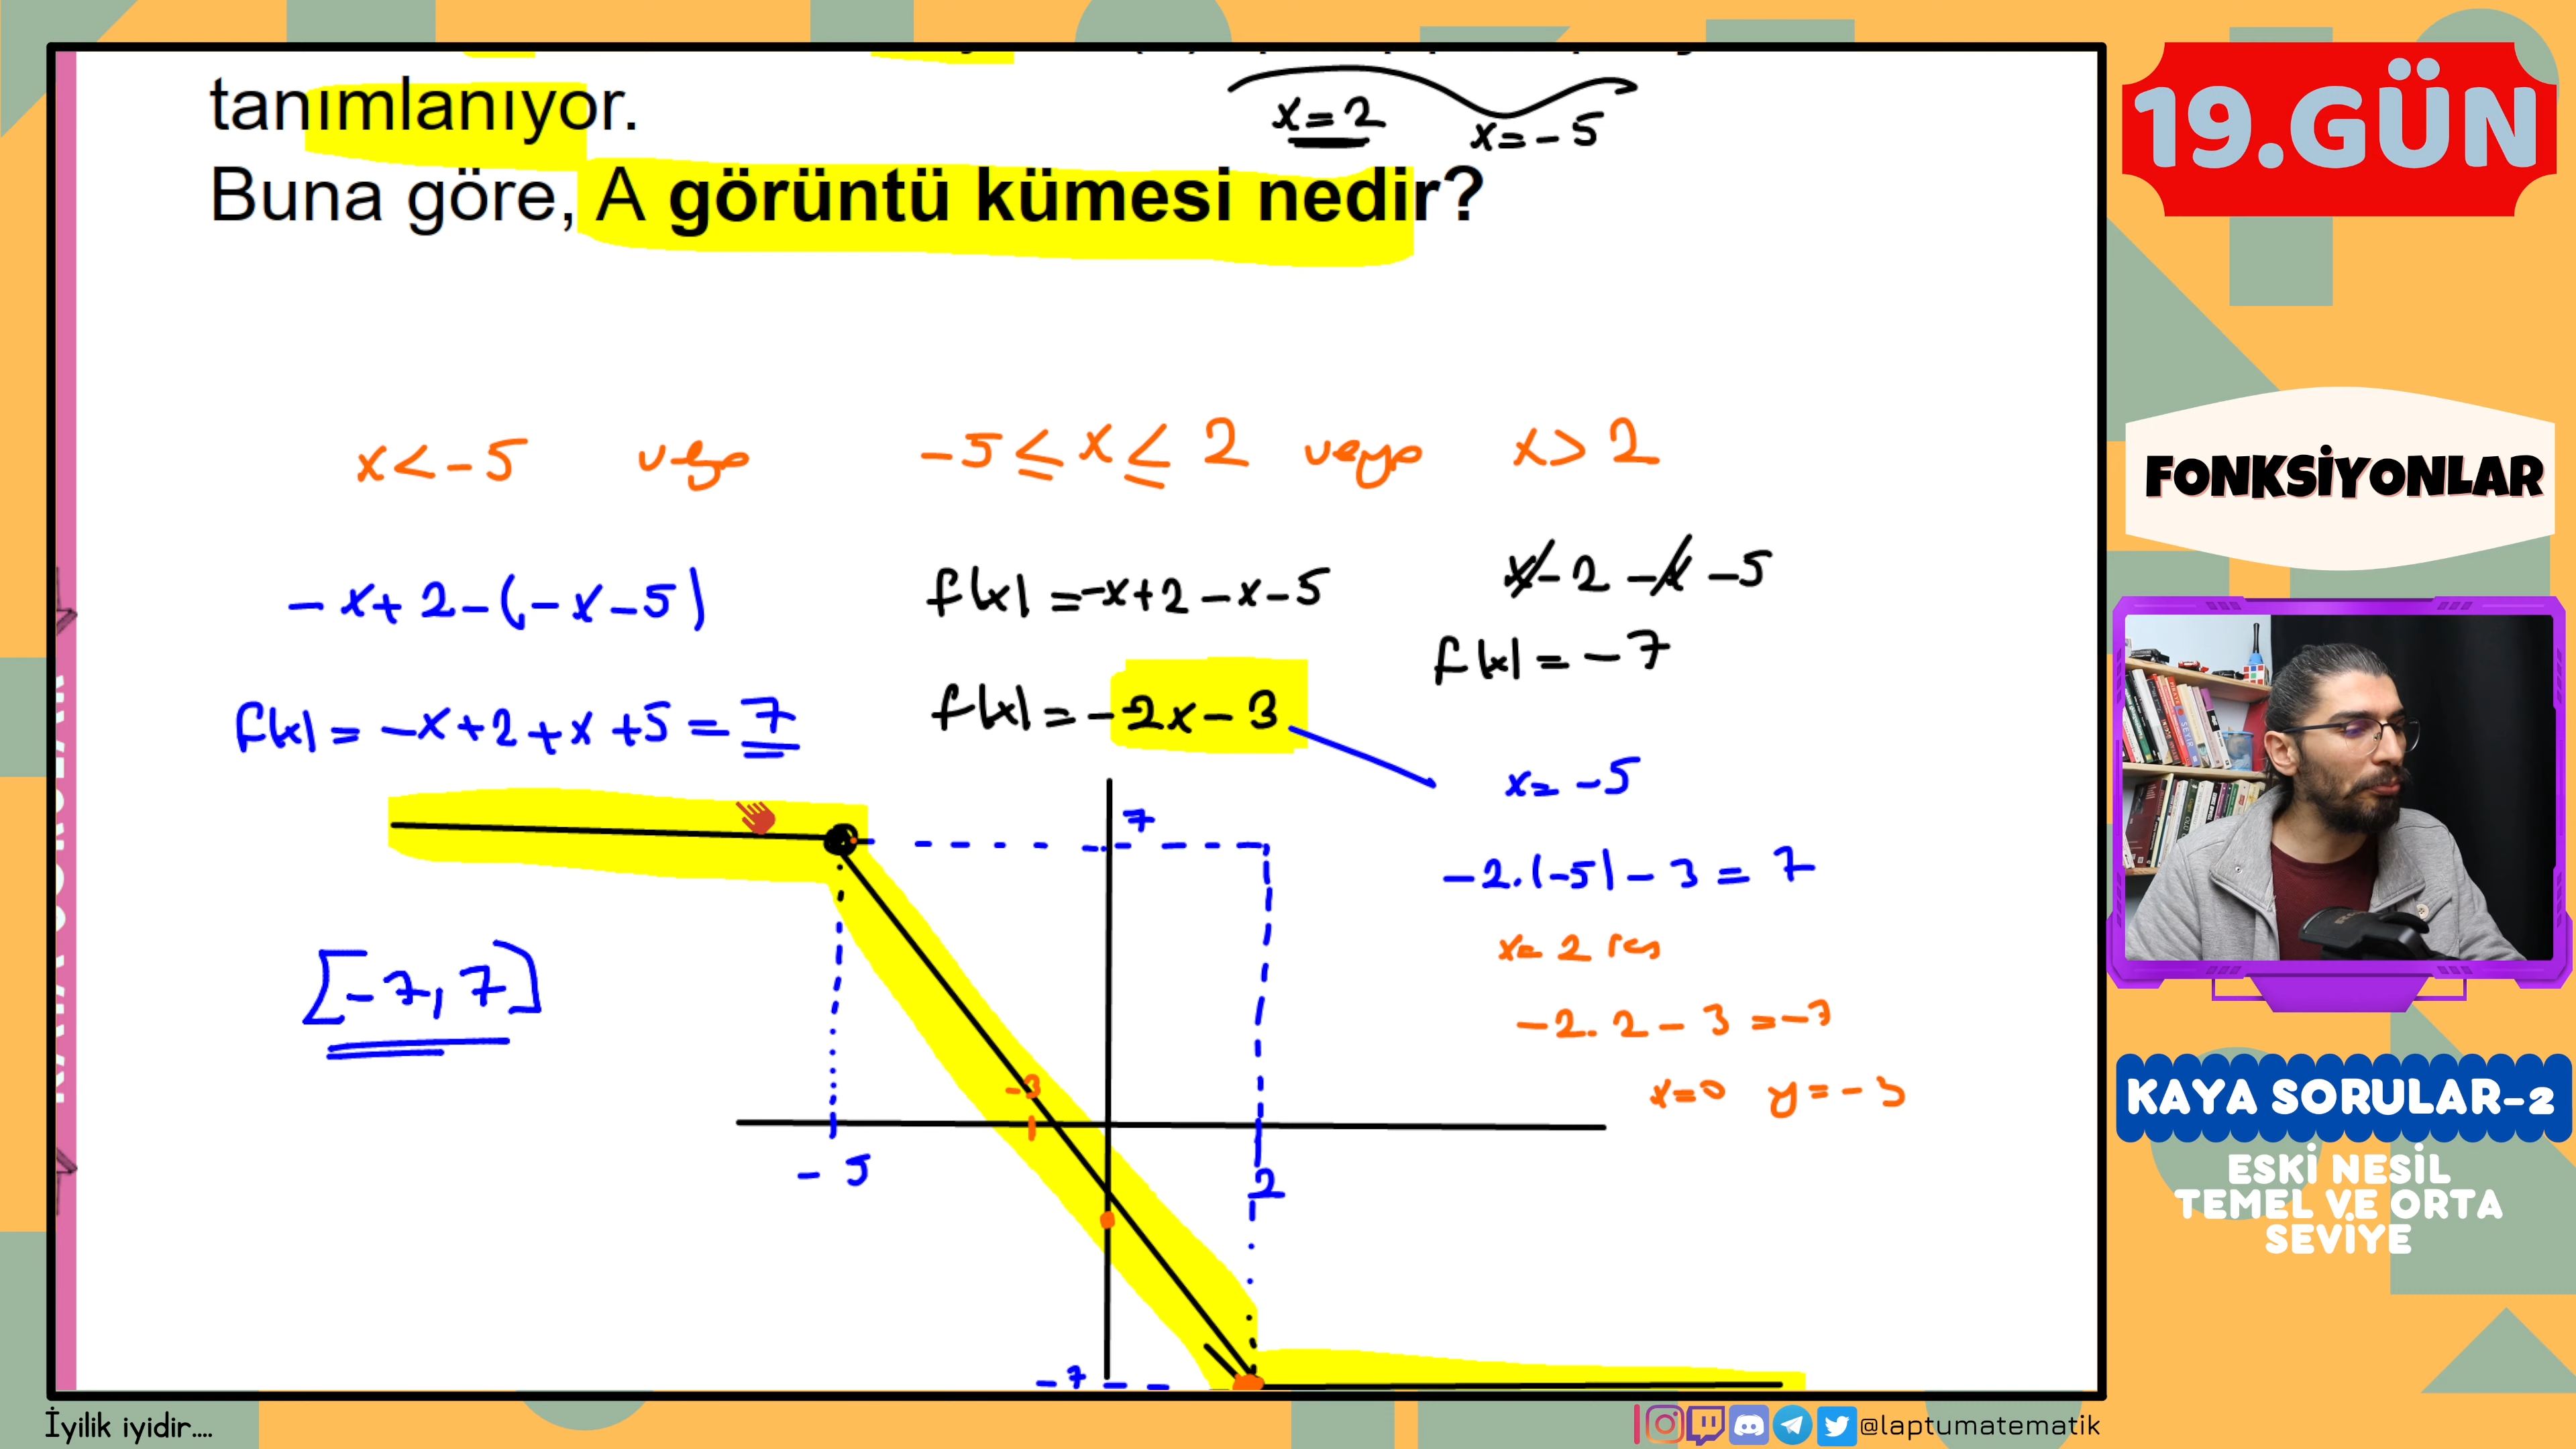 tanımlanıyor.
x=2
x=-5
Buna göre, A görüntü kümesi nedir?
x<-5 veya -5≤x≤2 veya x>2
-x+2-(-x-5)
f(x)=-x+2-x-5
x-2-x-5
f(x)=-7
f(x)=-x+2+x+5=7
f(x)=-2x-3
x=-5
7
-2.(-5)-3=7
x=2
[-7,7]
-2.2-3=-7
-3
x=0 y=-3
-5
2
-7
19.GÜN
FONKSİYONLAR
KAYA SORULAR-2
ESKİ NESİL
TEMEL VE ORTA
SEVİYE
İyilik iyidir....
@laptumatematik